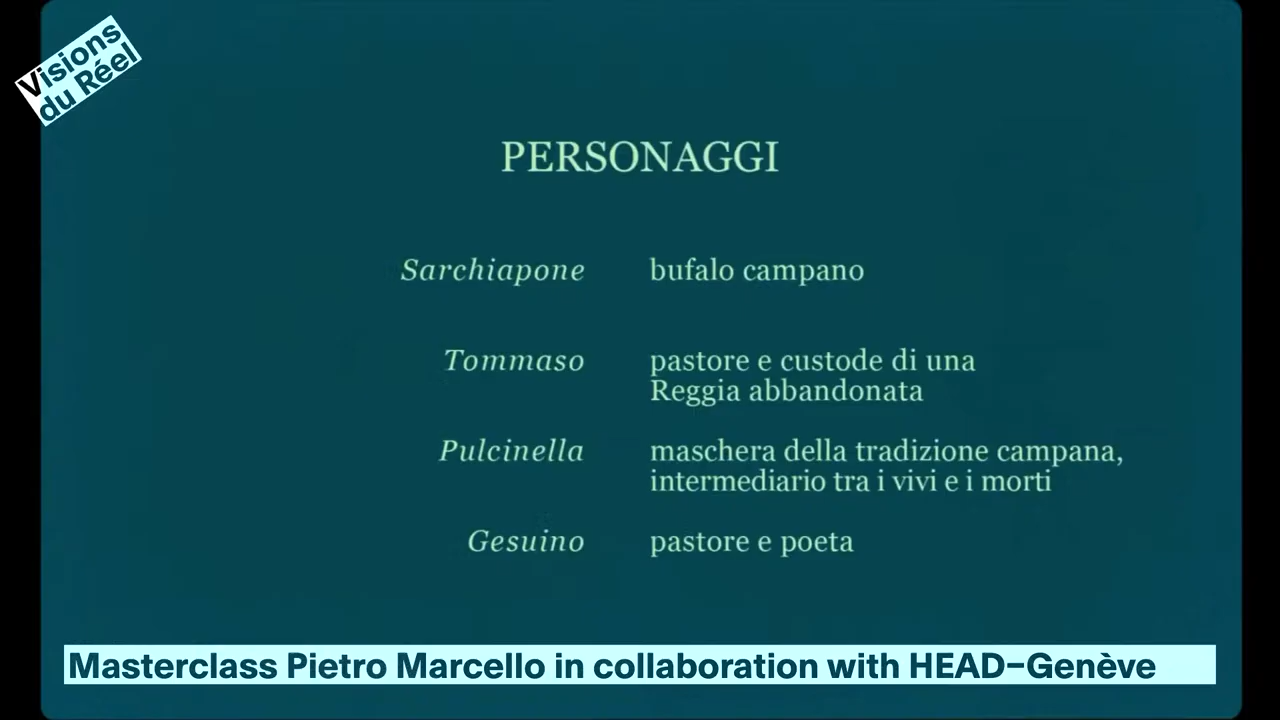 Visions
du Réel
PERSONAGGI
Sarchiapone bufalo campano
Tommaso pastore e custode di una
Reggia abbandonata
Pulcinella maschera della tradizione campana,
intermediario tra i vivi e i morti
Gesuino pastore e poeta
Masterclass Pietro Marcello in collaboration with HEAD–Genève